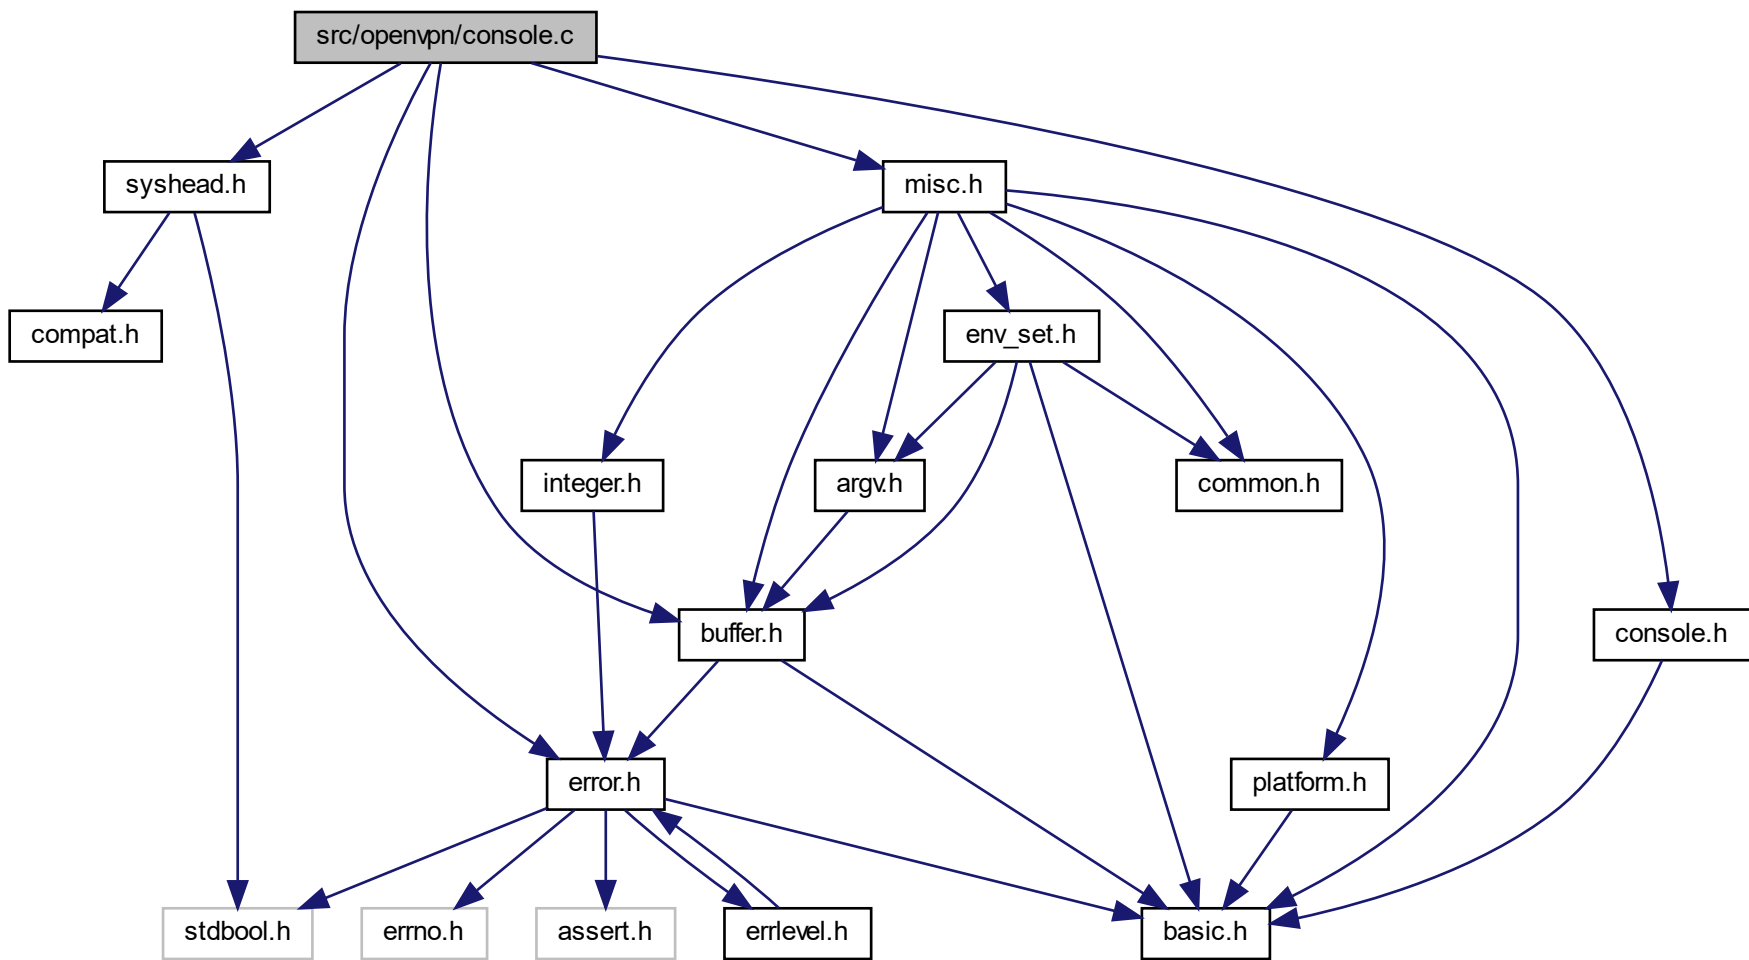 src/openvpn/console.c
syshead.h
misc.h
compat.h
env_set.h
integer.h
argv.h
common.h
buffer.h
console.h
error.h
platform.h
stdbool.h
errno.h
assert.h
errlevel.h
basic.h